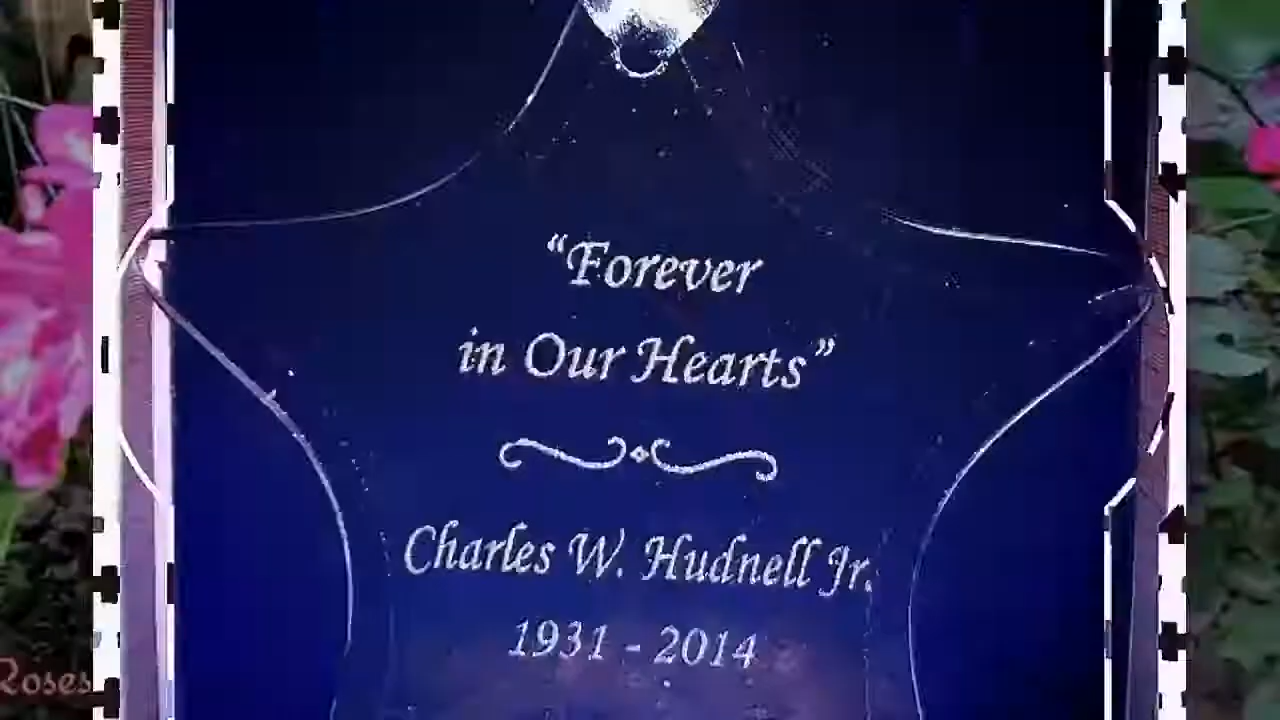 “Forever
in Our Hearts”
Charles W. Hudnell Jr.
1931 - 2014
Roses